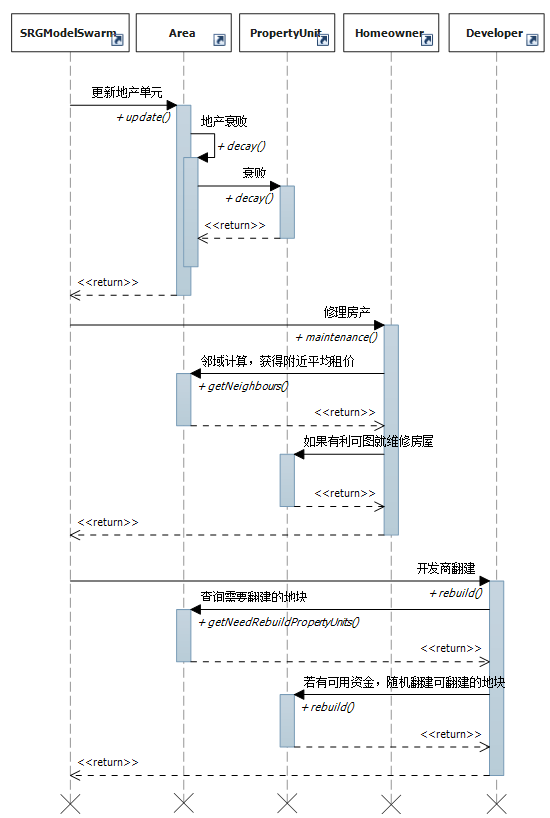 SRGModelSwarm
Area
PropertyUnit
Homeowner
Developer
更新地产单元
+ update()
地产衰败
+ decay()
衰败
+ decay()
<<return>>
<<return>>
修理房产
+ maintenance()
邻域计算，获得附近平均租价
+ getNeighbours()
<<return>>
如果有利可图就维修房屋
<<return>>
<<return>>
开发商翻建
+ rebuild()
查询需要翻建的地块
+ getNeedRebuildPropertyUnits()
<<return>>
若有可用资金，随机翻建可翻建的地块
+ rebuild()
<<return>>
<<return>>